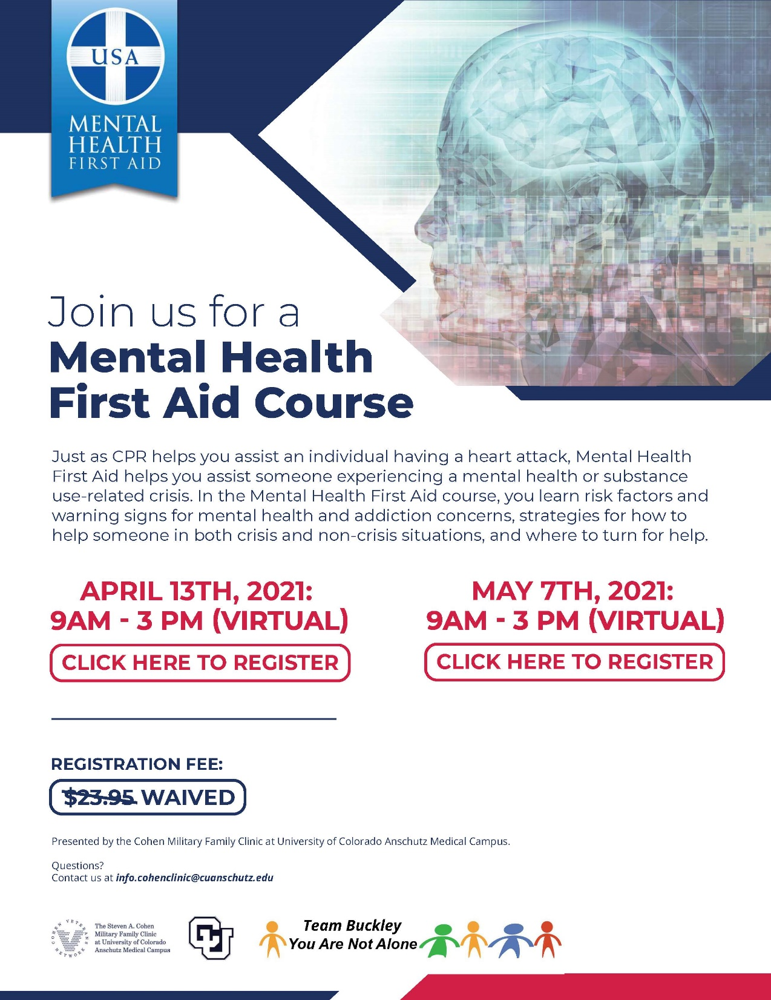 USA
MENTAL
HEALTH
FIRST AID
Join us for a
Mental Health
First Aid Course
Just as CPR helps you assist an individual having a heart attack, Mental Health
First Aid helps you assist someone experiencing a mental health or substance
use-related crisis. In the Mental Health First Aid course, you learn risk factors and
warning signs for mental health and addiction concerns, strategies for how to
help someone in both crisis and non-crisis situations, and where to turn for help.
APRIL 13TH, 2021:
9AM - 3 PM (VIRTUAL)
CLICK HERE TO REGISTER
MAY 7TH, 2021:
9AM - 3 PM (VIRTUAL)
CLICK HERE TO REGISTER
REGISTRATION FEE:
$23.95 WAIVED
Presented by the Cohen Military Family Clinic at University of Colorado Anschutz Medical Campus.
Questions?
Contact us at info.cohenclinic@cuanschutz.edu
COHEN VETERANS NETWORK
The Steven A. Cohen
Military Family Clinic
at University of Colorado
Anschutz Medical Campus
CU
Team Buckley
You Are Not Alone